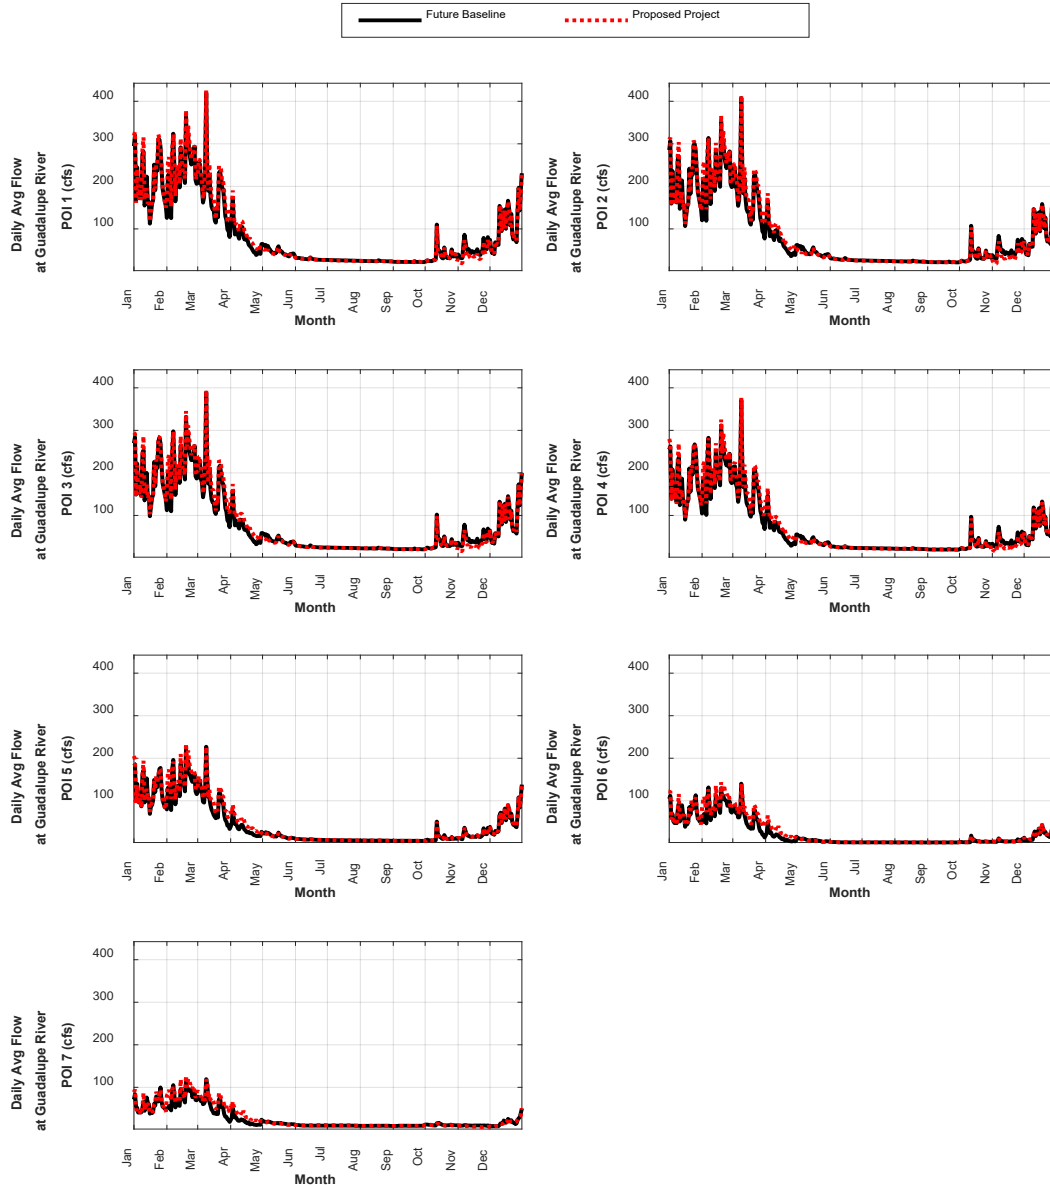 Future Baseline
Proposed Project
Daily Avg Flow
at Guadalupe River
POI 1 (cfs)
400
300
200
100
Jan Feb Mar Apr May Jun Jul Aug Sep Oct Nov Dec
Month
Daily Avg Flow
at Guadalupe River
POI 2 (cfs)
400
300
200
100
Jan Feb Mar Apr May Jun Jul Aug Sep Oct Nov Dec
Month
Daily Avg Flow
at Guadalupe River
POI 3 (cfs)
400
300
200
100
Jan Feb Mar Apr May Jun Jul Aug Sep Oct Nov Dec
Month
Daily Avg Flow
at Guadalupe River
POI 4 (cfs)
400
300
200
100
Jan Feb Mar Apr May Jun Jul Aug Sep Oct Nov Dec
Month
Daily Avg Flow
at Guadalupe River
POI 5 (cfs)
400
300
200
100
Jan Feb Mar Apr May Jun Jul Aug Sep Oct Nov Dec
Month
Daily Avg Flow
at Guadalupe River
POI 6 (cfs)
400
300
200
100
Jan Feb Mar Apr May Jun Jul Aug Sep Oct Nov Dec
Month
Daily Avg Flow
at Guadalupe River
POI 7 (cfs)
400
300
200
100
Jan Feb Mar Apr May Jun Jul Aug Sep Oct Nov Dec
Month